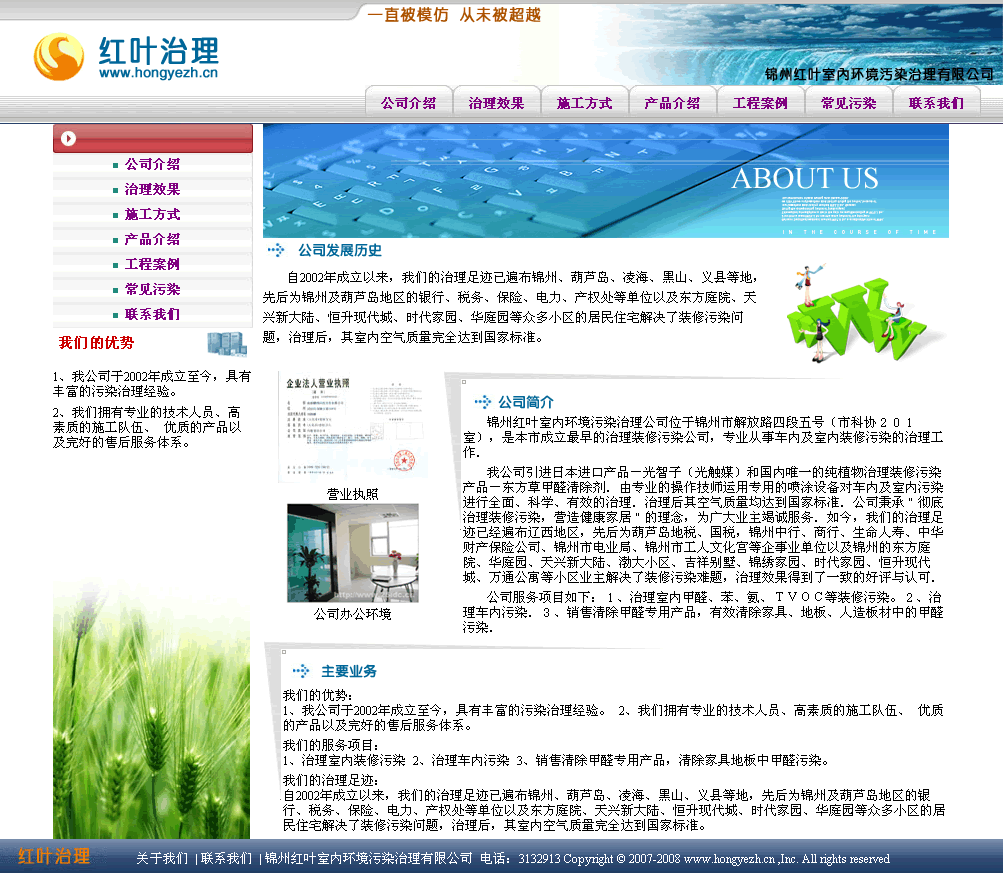 一直被模仿 从未被超越
红叶治理
www.hongyezh.cn
锦州红叶室内环境污染治理有限公司
公司介绍 治理效果 施工方式 产品介绍 工程案例 常见污染 联系我们
公司介绍
治理效果
施工方式
产品介绍
工程案例
常见污染
联系我们
我们的优势
1、我公司于2002年成立至今，具有
丰富的污染治理经验。
2、我们拥有专业的技术人员、高
素质的施工队伍、 优质的产品以
及完好的售后服务体系。
ABOUT US
IN THE COURSE OF TIME
公司发展历史
自2002年成立以来，我们的治理足迹已遍布锦州、葫芦岛、凌海、黑山、义县等地，
先后为锦州及葫芦岛地区的银行、税务、保险、电力、产权处等单位以及东方庭院、天
兴新大陆、恒升现代城、时代家园、华庭园等众多小区的居民住宅解决了装修污染问
题，治理后，其室内空气质量完全达到国家标准。
企业法人营业执照
营业执照
公司办公环境
公司简介
锦州红叶室内环境污染治理公司位于锦州市解放路四段五号（市科协２０１
室），是本市成立最早的治理装修污染公司，专业从事车内及室内装修污染的治理工
作．
我公司引进日本进口产品－光智子（光触媒）和国内唯一的纯植物治理装修污染
产品－东方草甲醛清除剂．由专业的操作技师运用专用的喷涂设备对车内及室内污染
进行全面、科学、有效的治理．治理后其空气质量均达到国家标准．公司秉承＂彻底
治理装修污染，营造健康家居＂的理念，为广大业主竭诚服务．如今，我们的治理足
迹已经遍布辽西地区，先后为葫芦岛地税、国税，锦州中行、商行、生命人寿、中华
财产保险公司、锦州市电业局、锦州市工人文化宫等企事业单位以及锦州的东方庭
院、华庭园、天兴新大陆、渤大小区、吉祥别墅、锦绣家园、时代家园、恒升现代
城、万通公寓等小区业主解决了装修污染难题，治理效果得到了一致的好评与认可．
公司服务项目如下：１、治理室内甲醛、苯、氨、ＴＶＯＣ等装修污染。２、治
理车内污染．３、销售清除甲醛专用产品，有效清除家具、地板、人造板材中的甲醛
污染．
主要业务
我们的优势：
1、我公司于2002年成立至今，具有丰富的污染治理经验。 2、我们拥有专业的技术人员、高素质的施工队伍、 优质
的产品以及完好的售后服务体系。
我们的服务项目：
1、治理室内装修污染 2、治理车内污染 3、销售清除甲醛专用产品，清除家具地板中甲醛污染。
我们的治理足迹：
自2002年成立以来，我们的治理足迹已遍布锦州、葫芦岛、凌海、黑山、义县等地，先后为锦州及葫芦岛地区的银
行、税务、保险、电力、产权处等单位以及东方庭院、天兴新大陆、恒升现代城、时代家园、华庭园等众多小区的居
民住宅解决了装修污染问题，治理后，其室内空气质量完全达到国家标准。
红叶治理
关于我们 | 联系我们 | 锦州红叶室内环境污染治理有限公司 电话：3132913 Copyright © 2007-2008 www.hongyezh.cn ,Inc. All rights reserved